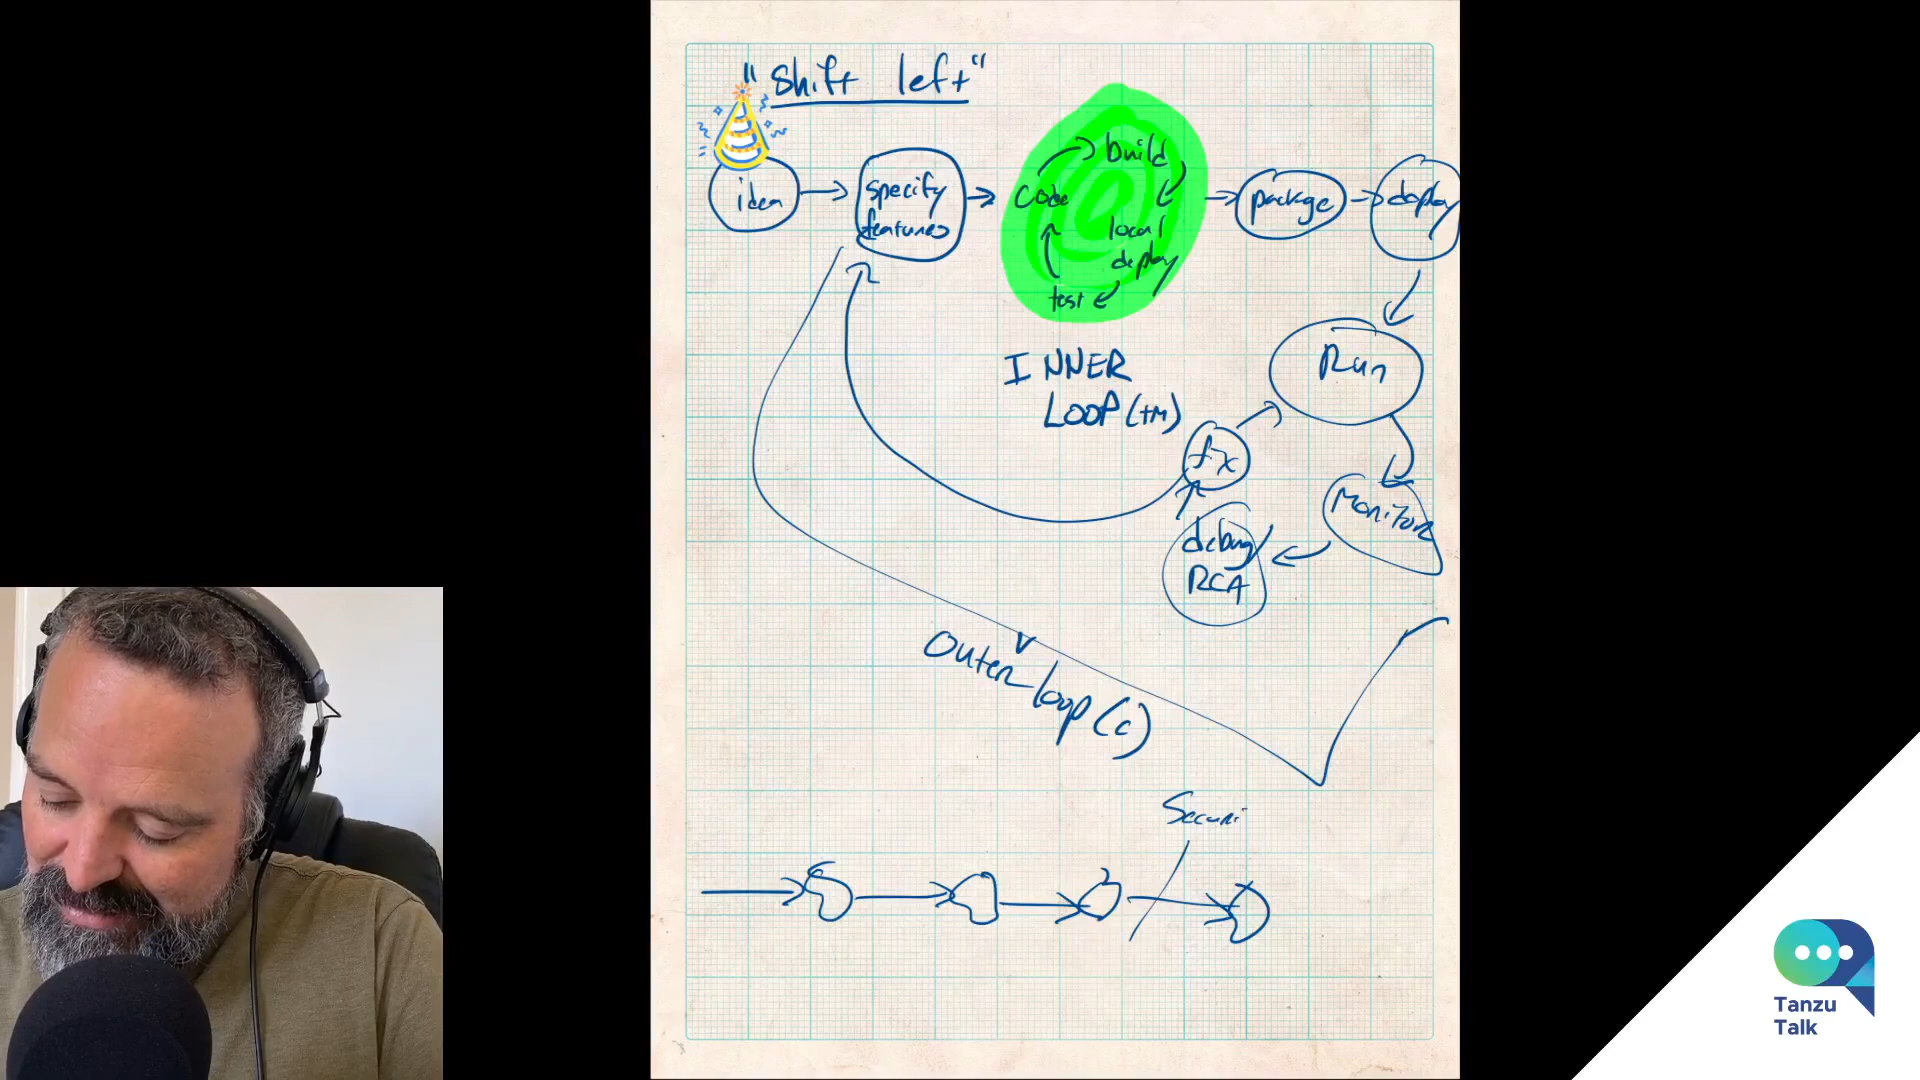 "Shift left"
idea
specify
features
code
build
local
deploy
test
package
deploy
INNER
LOOP (tm)
Run
fix
Monitor
debug/
RCA
Outer loop (c)
Securi
Tanzu
Talk